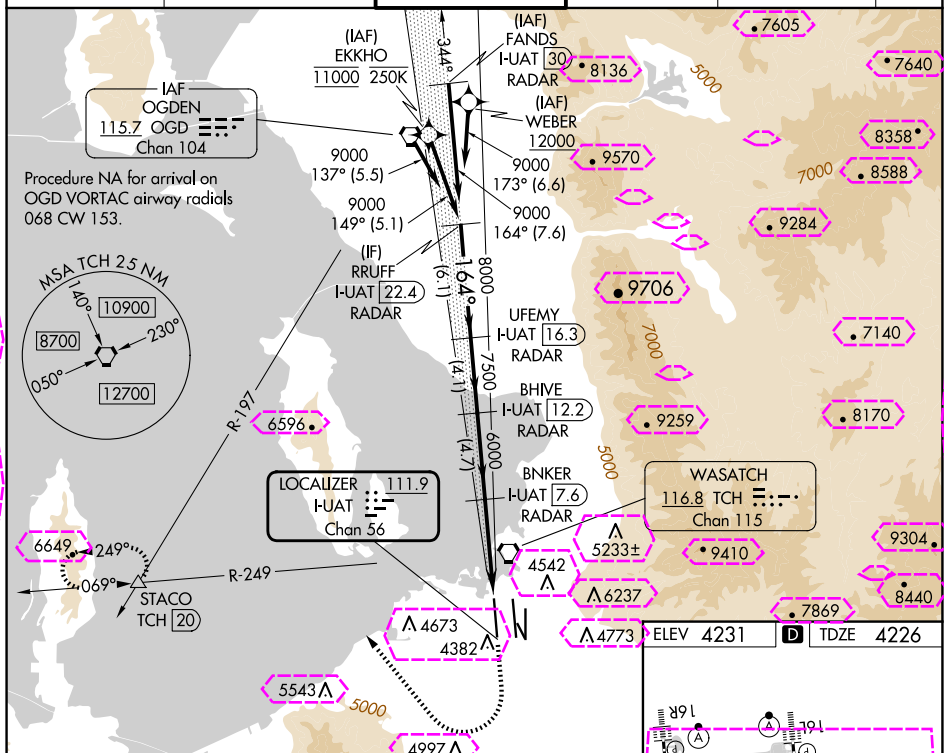 (IAF)
EKKHO
11000 250K
344°
(IAF)
FANDS
I-UAT 30
RADAR
(IAF)
WEBER
12000
7605
8136
5000
7640
IAF
OGDEN
115.7 OGD
Chan 104
Procedure NA for arrival on
OGD VORTAC airway radials
068 CW 153.
9000
137° (5.5)
9000
149° (5.1)
9000
173° (6.6)
9000
164° (7.6)
9570
8358
7000
8588
9284
(IF)
RRUFF
I-UAT 22.4
RADAR
(6.1)
164°
8000
9706
MSA TCH 25 NM
140°
10900
8700
230°
050°
12700
UFEMY
I-UAT 16.3
RADAR
7000
7140
(4.1)
7500
BHIVE
I-UAT 12.2
RADAR
R-197
6596
9259
8170
(4.7)
6000
5000
LOCALIZER 111.9
I-UAT
Chan 56
BNKER
I-UAT 7.6
RADAR
WASATCH
116.8 TCH
Chan 115
6649
249°
069°
R-249
STACO
TCH 20
5233±
4542
9410
9304
6237
8440
7869
4673
4382
4773
ELEV 4231
D
TDZE 4226
5543
5000
4997
16R
16L
A
A